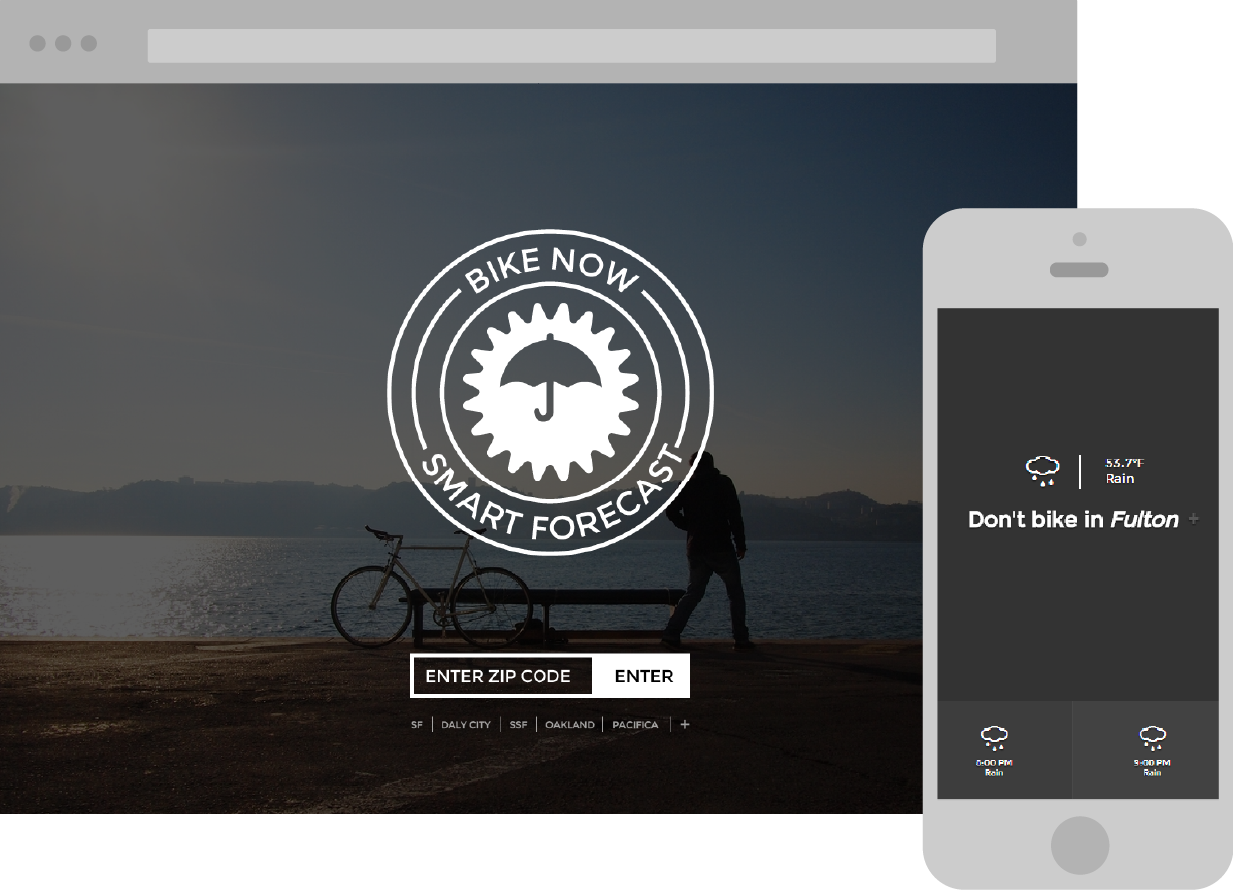 BIKE NOW
SMART FORECAST
ENTER ZIP CODE ENTER
SF DALY CITY SSF OAKLAND PACIFICA +
53.7°F
Rain
Don't bike in Fulton +
6:00 PM
Rain
9:00 PM
Rain